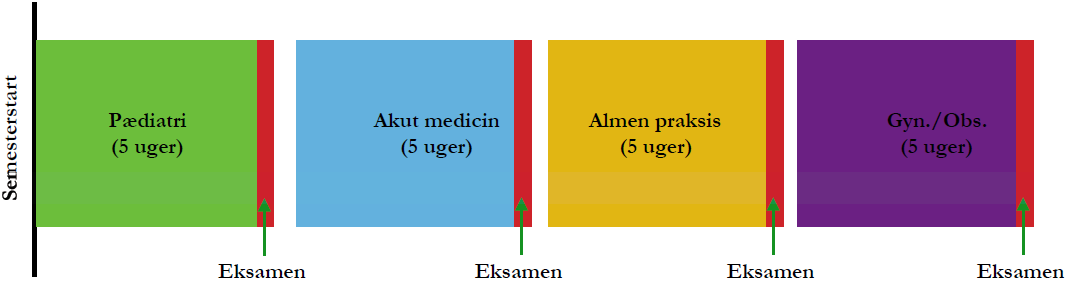 Semesterstart
Pædiatri
(5 uger)
Akut medicin
(5 uger)
Almen praksis
(5 uger)
Gyn./Obs.
(5 uger)
Eksamen
Eksamen
Eksamen
Eksamen